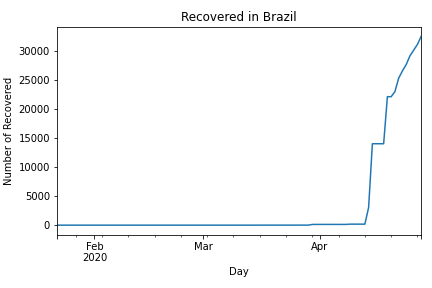 Recovered in Brazil
Number of Recovered
30000
25000
20000
15000
10000
5000
0
Feb
2020
Mar
Apr
Day